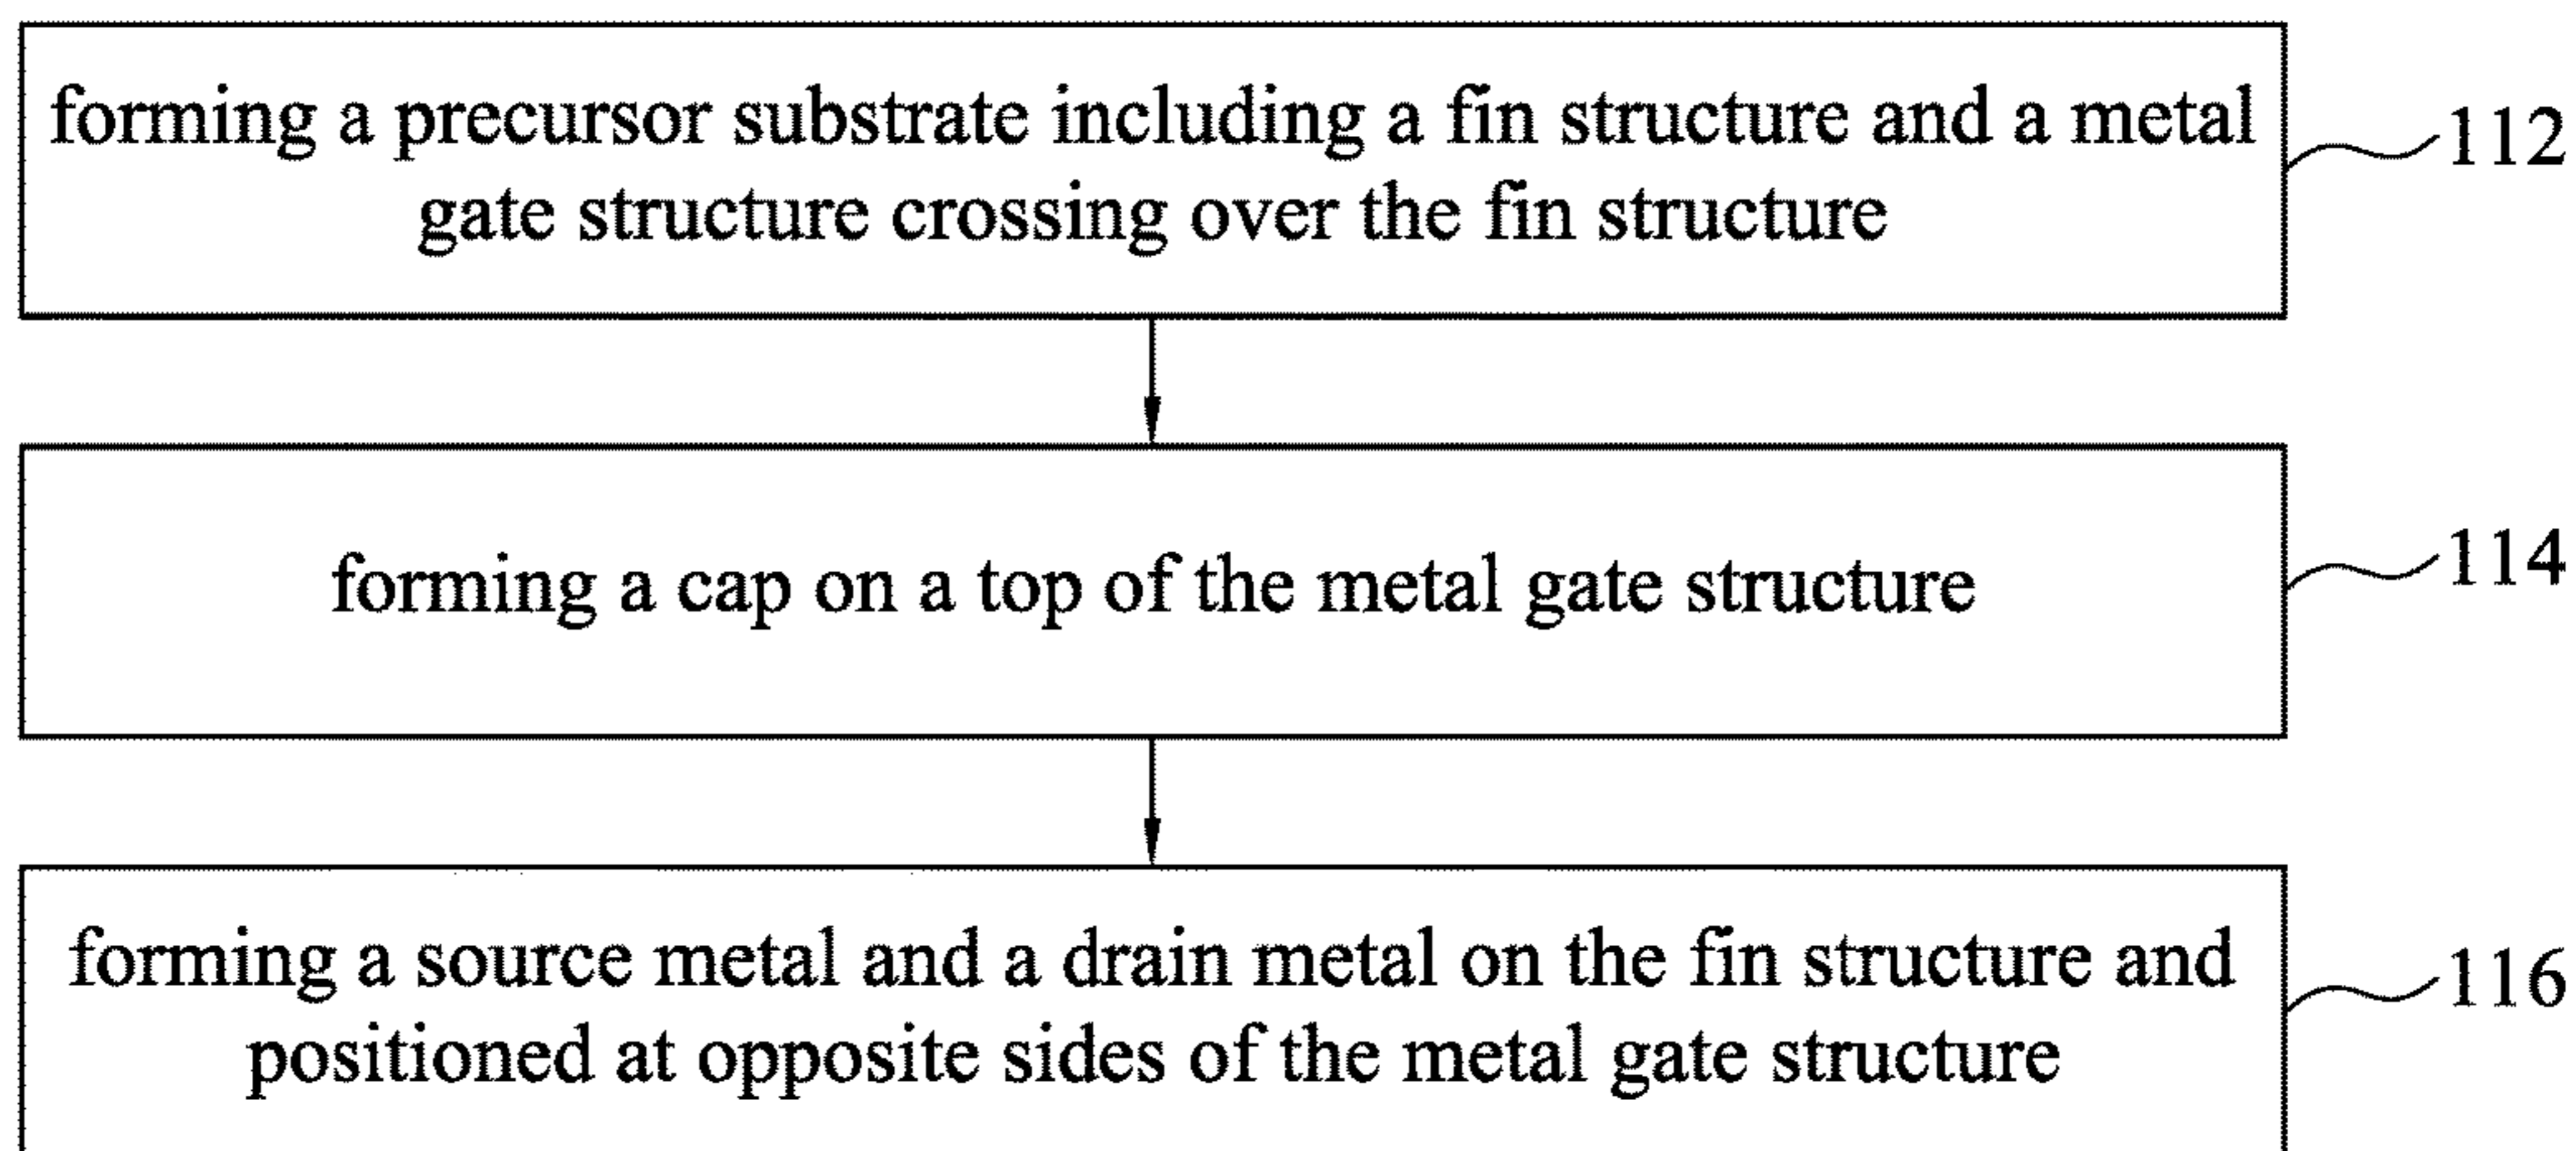 forming a precursor substrate including a fin structure and a metal
gate structure crossing over the fin structure
112
forming a cap on a top of the metal gate structure
114
forming a source metal and a drain metal on the fin structure and
positioned at opposite sides of the metal gate structure
116